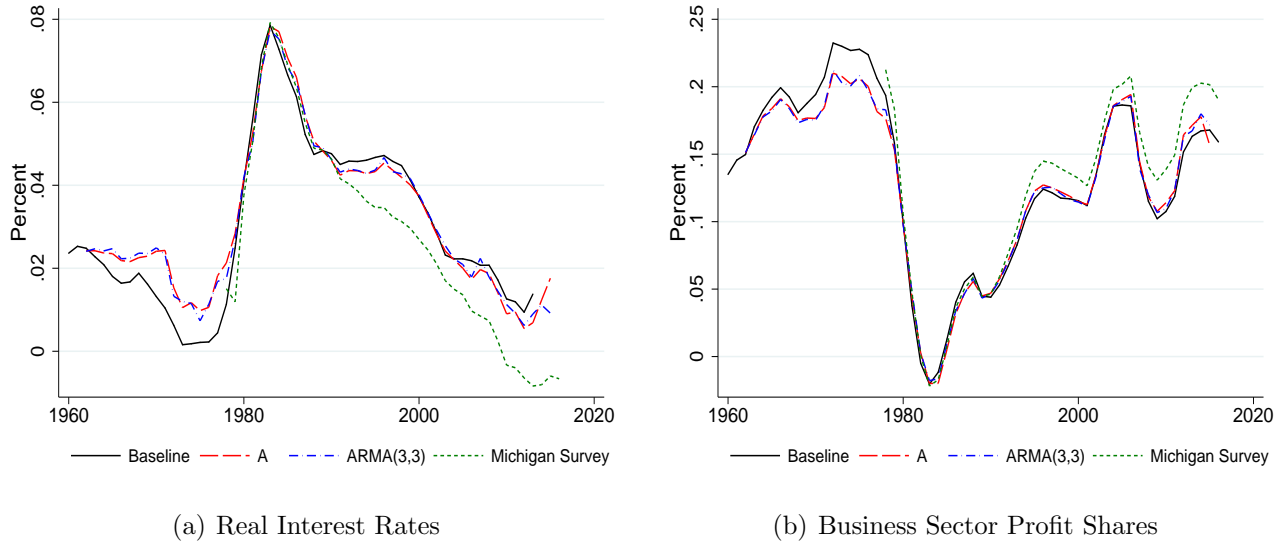 .08
.06
.04
.02
0
Percent
1960
1980
2000
2020
Baseline
A
ARMA(3,3)
Michigan Survey
(a) Real Interest Rates
.25
.2
.15
.1
.05
0
Percent
1960
1980
2000
2020
Baseline
A
ARMA(3,3)
Michigan Survey
(b) Business Sector Profit Shares